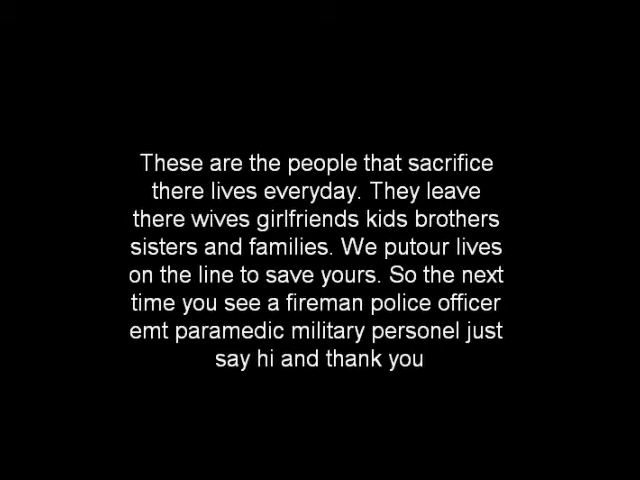 These are the people that sacrifice
there lives everyday. They leave
there wives girlfriends kids brothers
sisters and families. We putour lives
on the line to save yours. So the next
time you see a fireman police officer
emt paramedic military personel just
say hi and thank you